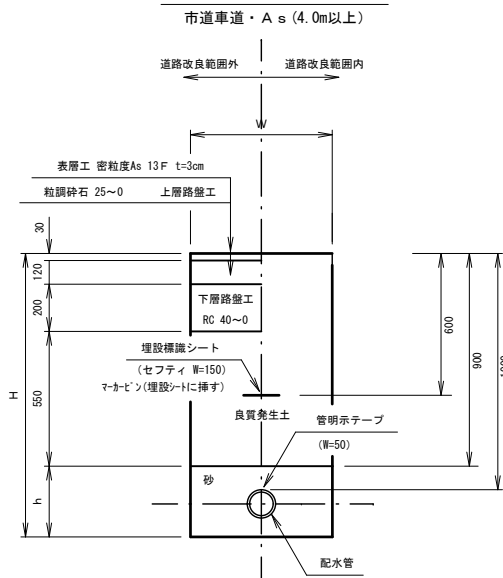 市道車道・As(4.0m以上)
道路改良範囲外
道路改良範囲内
表層工 密粒度As 13F t=3cm
粒調砕石 25～0 上層路盤工
30
120
200
下層路盤工
RC 40～0
600
900
埋設標識シート
(セフティ W=150)
マーカーピン(埋設シートに挿す)
H
550
良質発生土
管明示テープ
(W=50)
砂
h
配水管